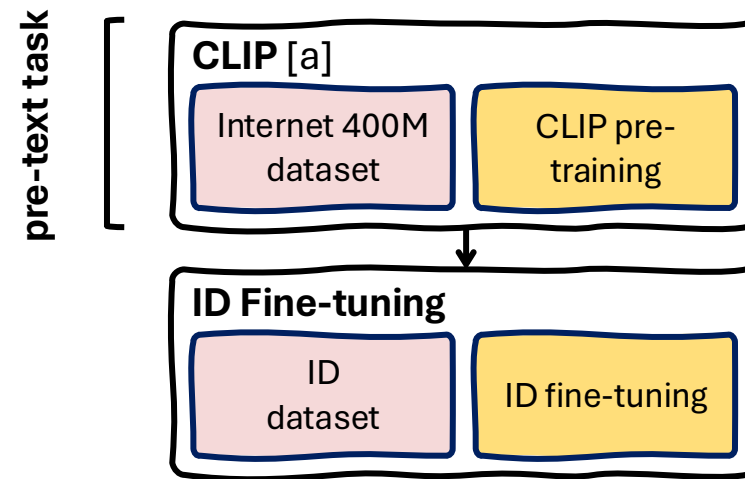 pre-text task
CLIP [a]
Internet 400M
dataset
CLIP pre-
training
ID Fine-tuning
ID
dataset
ID fine-tuning